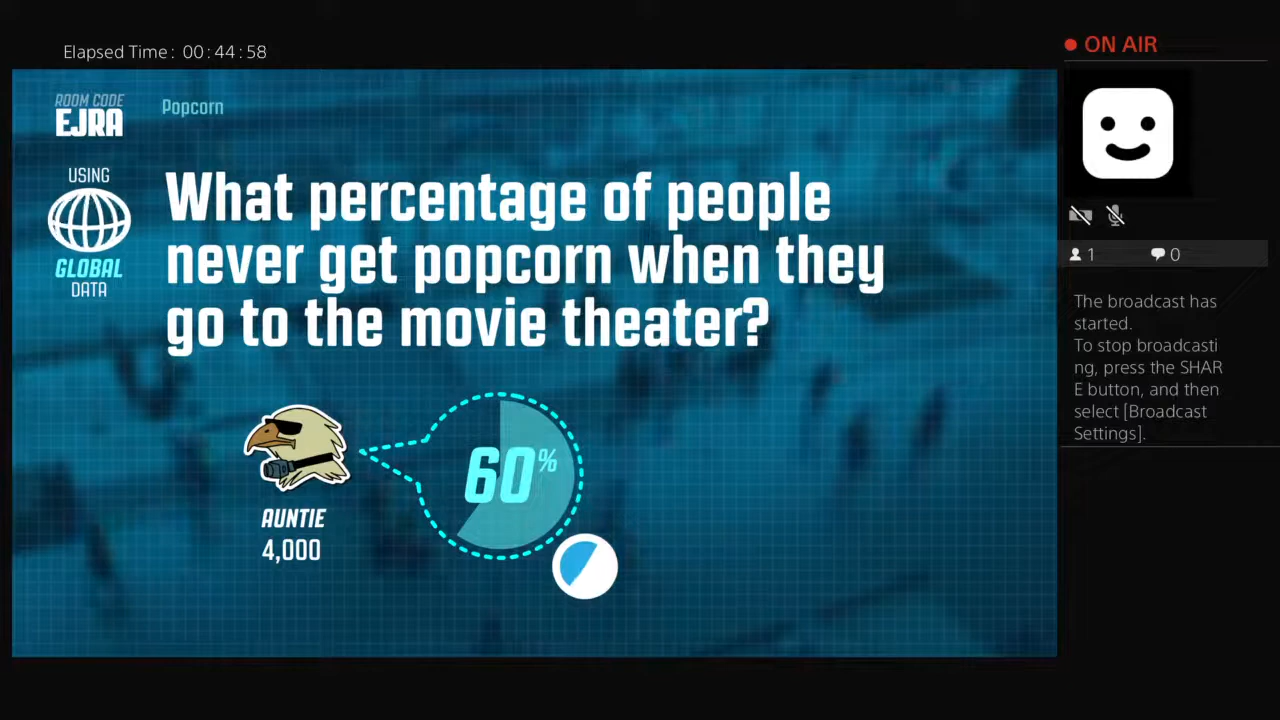 Elapsed Time: 00:44:58
ON AIR
ROOM CODE
EJRA
Popcorn
USING
GLOBAL
DATA
What percentage of people
never get popcorn when they
go to the movie theater?
60%
AUNTIE
4,000
1
0
The broadcast has
started.
To stop broadcasti
ng, press the SHAR
E button, and then
select [Broadcast
Settings].